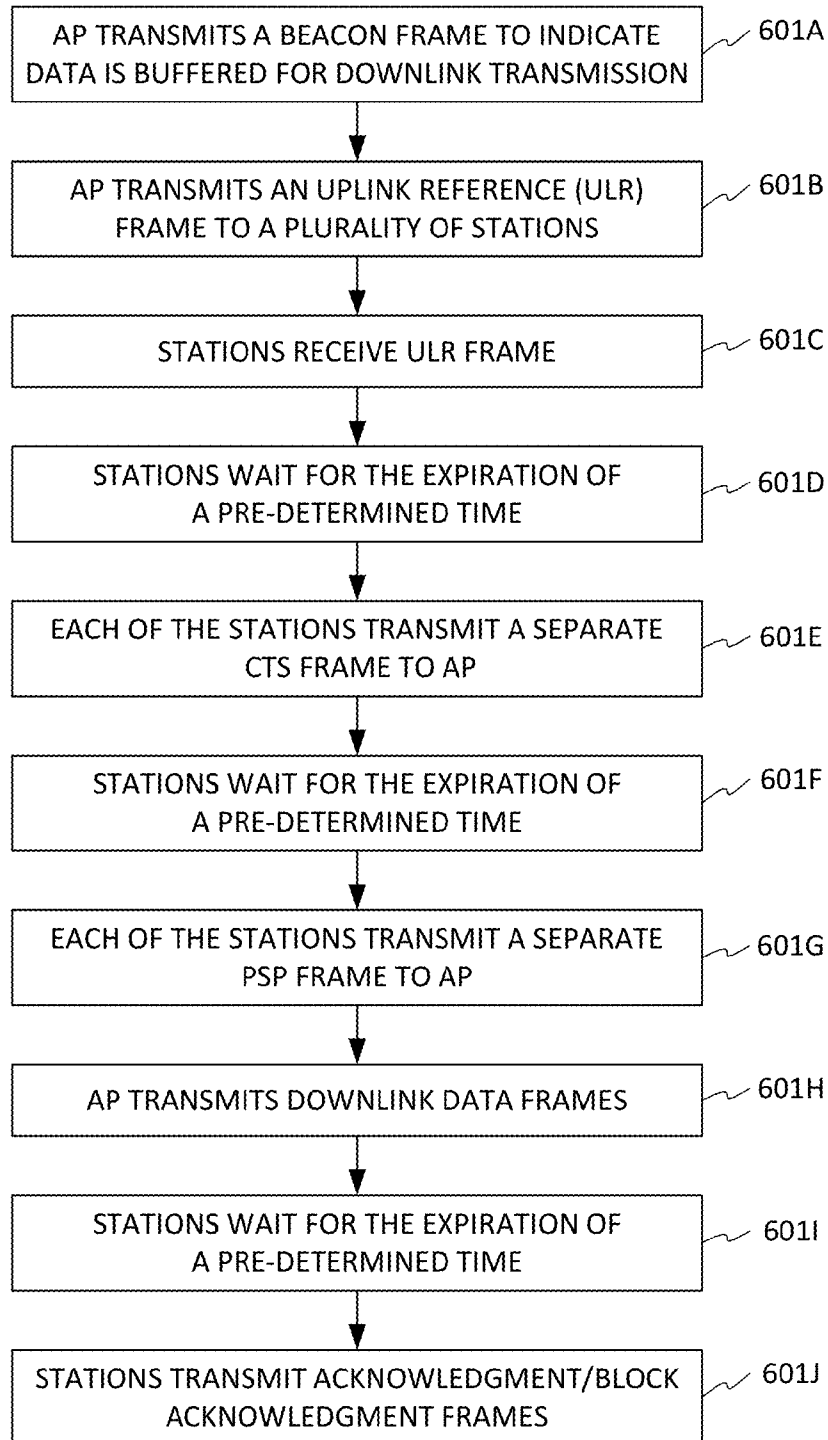 AP TRANSMITS A BEACON FRAME TO INDICATE
DATA IS BUFFERED FOR DOWNLINK TRANSMISSION
601A
AP TRANSMITS AN UPLINK REFERENCE (ULR)
FRAME TO A PLURALITY OF STATIONS
601B
STATIONS RECEIVE ULR FRAME
601C
STATIONS WAIT FOR THE EXPIRATION OF
A PRE-DETERMINED TIME
601D
EACH OF THE STATIONS TRANSMIT A SEPARATE
CTS FRAME TO AP
601E
STATIONS WAIT FOR THE EXPIRATION OF
A PRE-DETERMINED TIME
601F
EACH OF THE STATIONS TRANSMIT A SEPARATE
PSP FRAME TO AP
601G
AP TRANSMITS DOWNLINK DATA FRAMES
601H
STATIONS WAIT FOR THE EXPIRATION OF
A PRE-DETERMINED TIME
601I
STATIONS TRANSMIT ACKNOWLEDGMENT/BLOCK
ACKNOWLEDGMENT FRAMES
601J